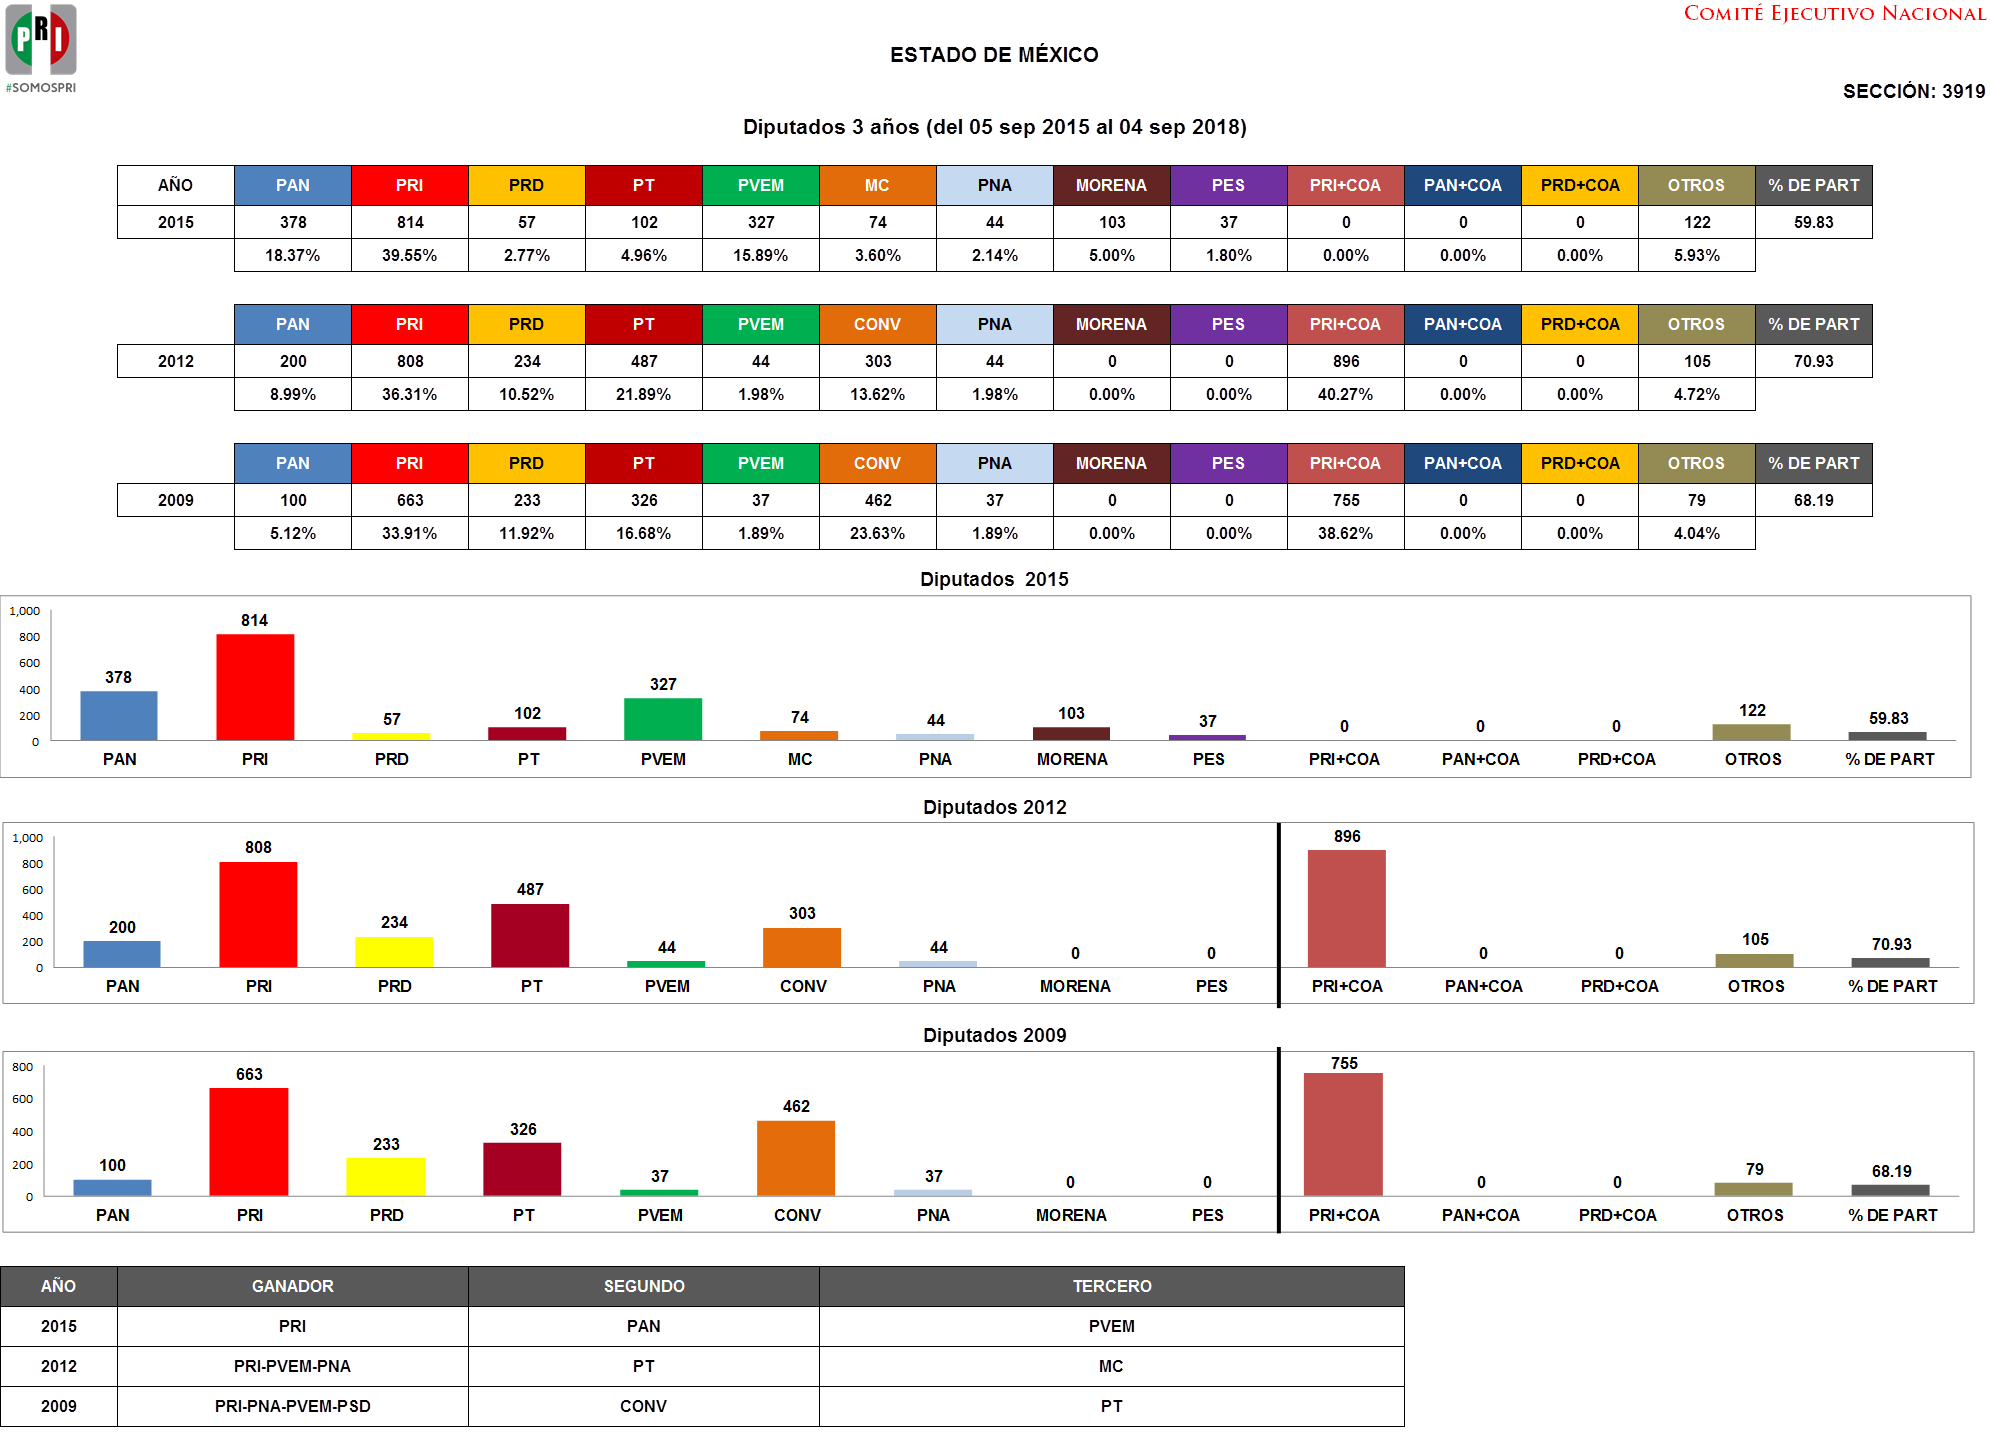 PRI
#SOMOSPRI
COMITÉ EJECUTIVO NACIONAL
ESTADO DE MÉXICO
SECCIÓN: 3919
Diputados 3 años (del 05 sep 2015 al 04 sep 2018)
AÑO PAN PRI PRD PT PVEM MC PNA MORENA PES PRI+COA PAN+COA PRD+COA OTROS % DE PART
2015 378 814 57 102 327 74 44 103 37 0 0 0 122 59.83
18.37% 39.55% 2.77% 4.96% 15.89% 3.60% 2.14% 5.00% 1.80% 0.00% 0.00% 0.00% 5.93%
PAN PRI PRD PT PVEM CONV PNA MORENA PES PRI+COA PAN+COA PRD+COA OTROS % DE PART
2012 200 808 234 487 44 303 44 0 0 896 0 0 105 70.93
8.99% 36.31% 10.52% 21.89% 1.98% 13.62% 1.98% 0.00% 0.00% 40.27% 0.00% 0.00% 4.72%
PAN PRI PRD PT PVEM CONV PNA MORENA PES PRI+COA PAN+COA PRD+COA OTROS % DE PART
2009 100 663 233 326 37 462 37 0 0 755 0 0 79 68.19
5.12% 33.91% 11.92% 16.68% 1.89% 23.63% 1.89% 0.00% 0.00% 38.62% 0.00% 0.00% 4.04%
Diputados 2015
1,000
800
600
400
200
0
378 814 57 102 327 74 44 103 37 0 0 0 122 59.83
PAN PRI PRD PT PVEM MC PNA MORENA PES PRI+COA PAN+COA PRD+COA OTROS % DE PART
Diputados 2012
1,000
800
600
400
200
0
200 808 234 487 44 303 44 0 0 896 0 0 105 70.93
PAN PRI PRD PT PVEM CONV PNA MORENA PES PRI+COA PAN+COA PRD+COA OTROS % DE PART
Diputados 2009
800
600
400
200
0
100 663 233 326 37 462 37 0 0 755 0 0 79 68.19
PAN PRI PRD PT PVEM CONV PNA MORENA PES PRI+COA PAN+COA PRD+COA OTROS % DE PART
AÑO GANADOR SEGUNDO TERCERO
2015 PRI PAN PVEM
2012 PRI-PVEM-PNA PT MC
2009 PRI-PNA-PVEM-PSD CONV PT